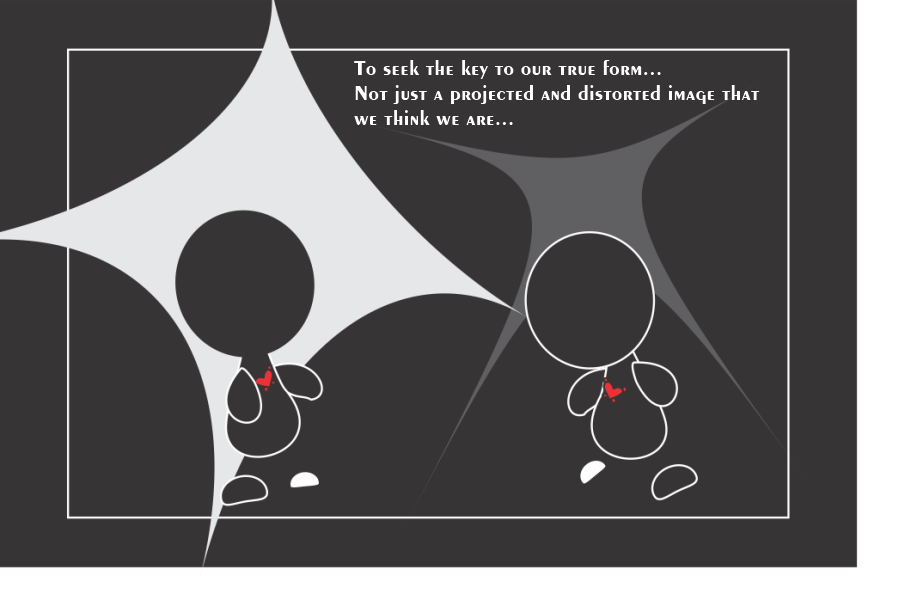 To seek the key to our true form...
Not just a projected and distorted image that
we think we are...